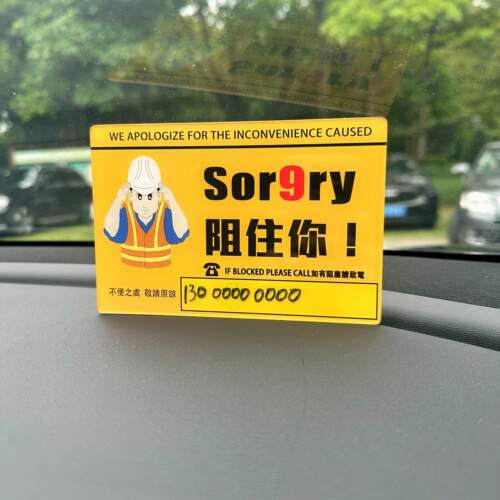 WE APOLOGIZE FOR THE INCONVENIENCE CAUSED
Sor9ry
阻住你！
IF BLOCKED PLEASE CALL如有阻塞請致電
不便之處 敬請原諒
130 0000 0000